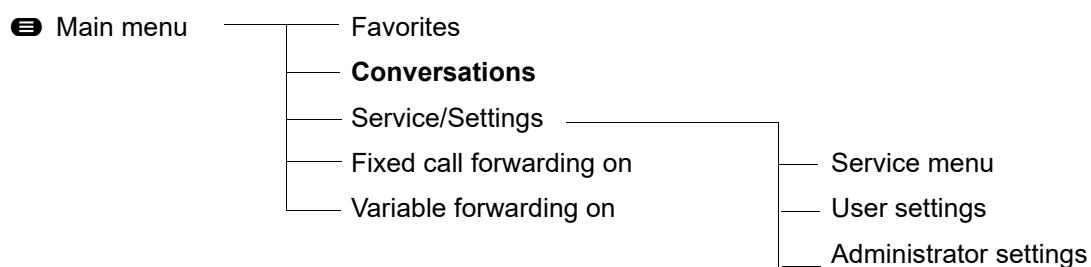 Main menu
Favorites
Conversations
Service/Settings
Fixed call forwarding on
Variable forwarding on
Service menu
User settings
Administrator settings